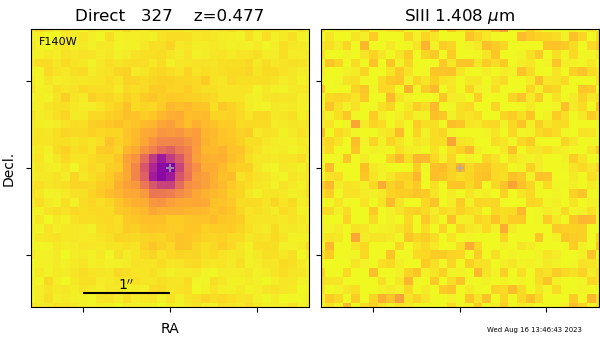 Direct 327 z=0.477
SIII 1.408 μm
F140W
Decl.
1″
RA
Wed Aug 16 13:46:43 2023